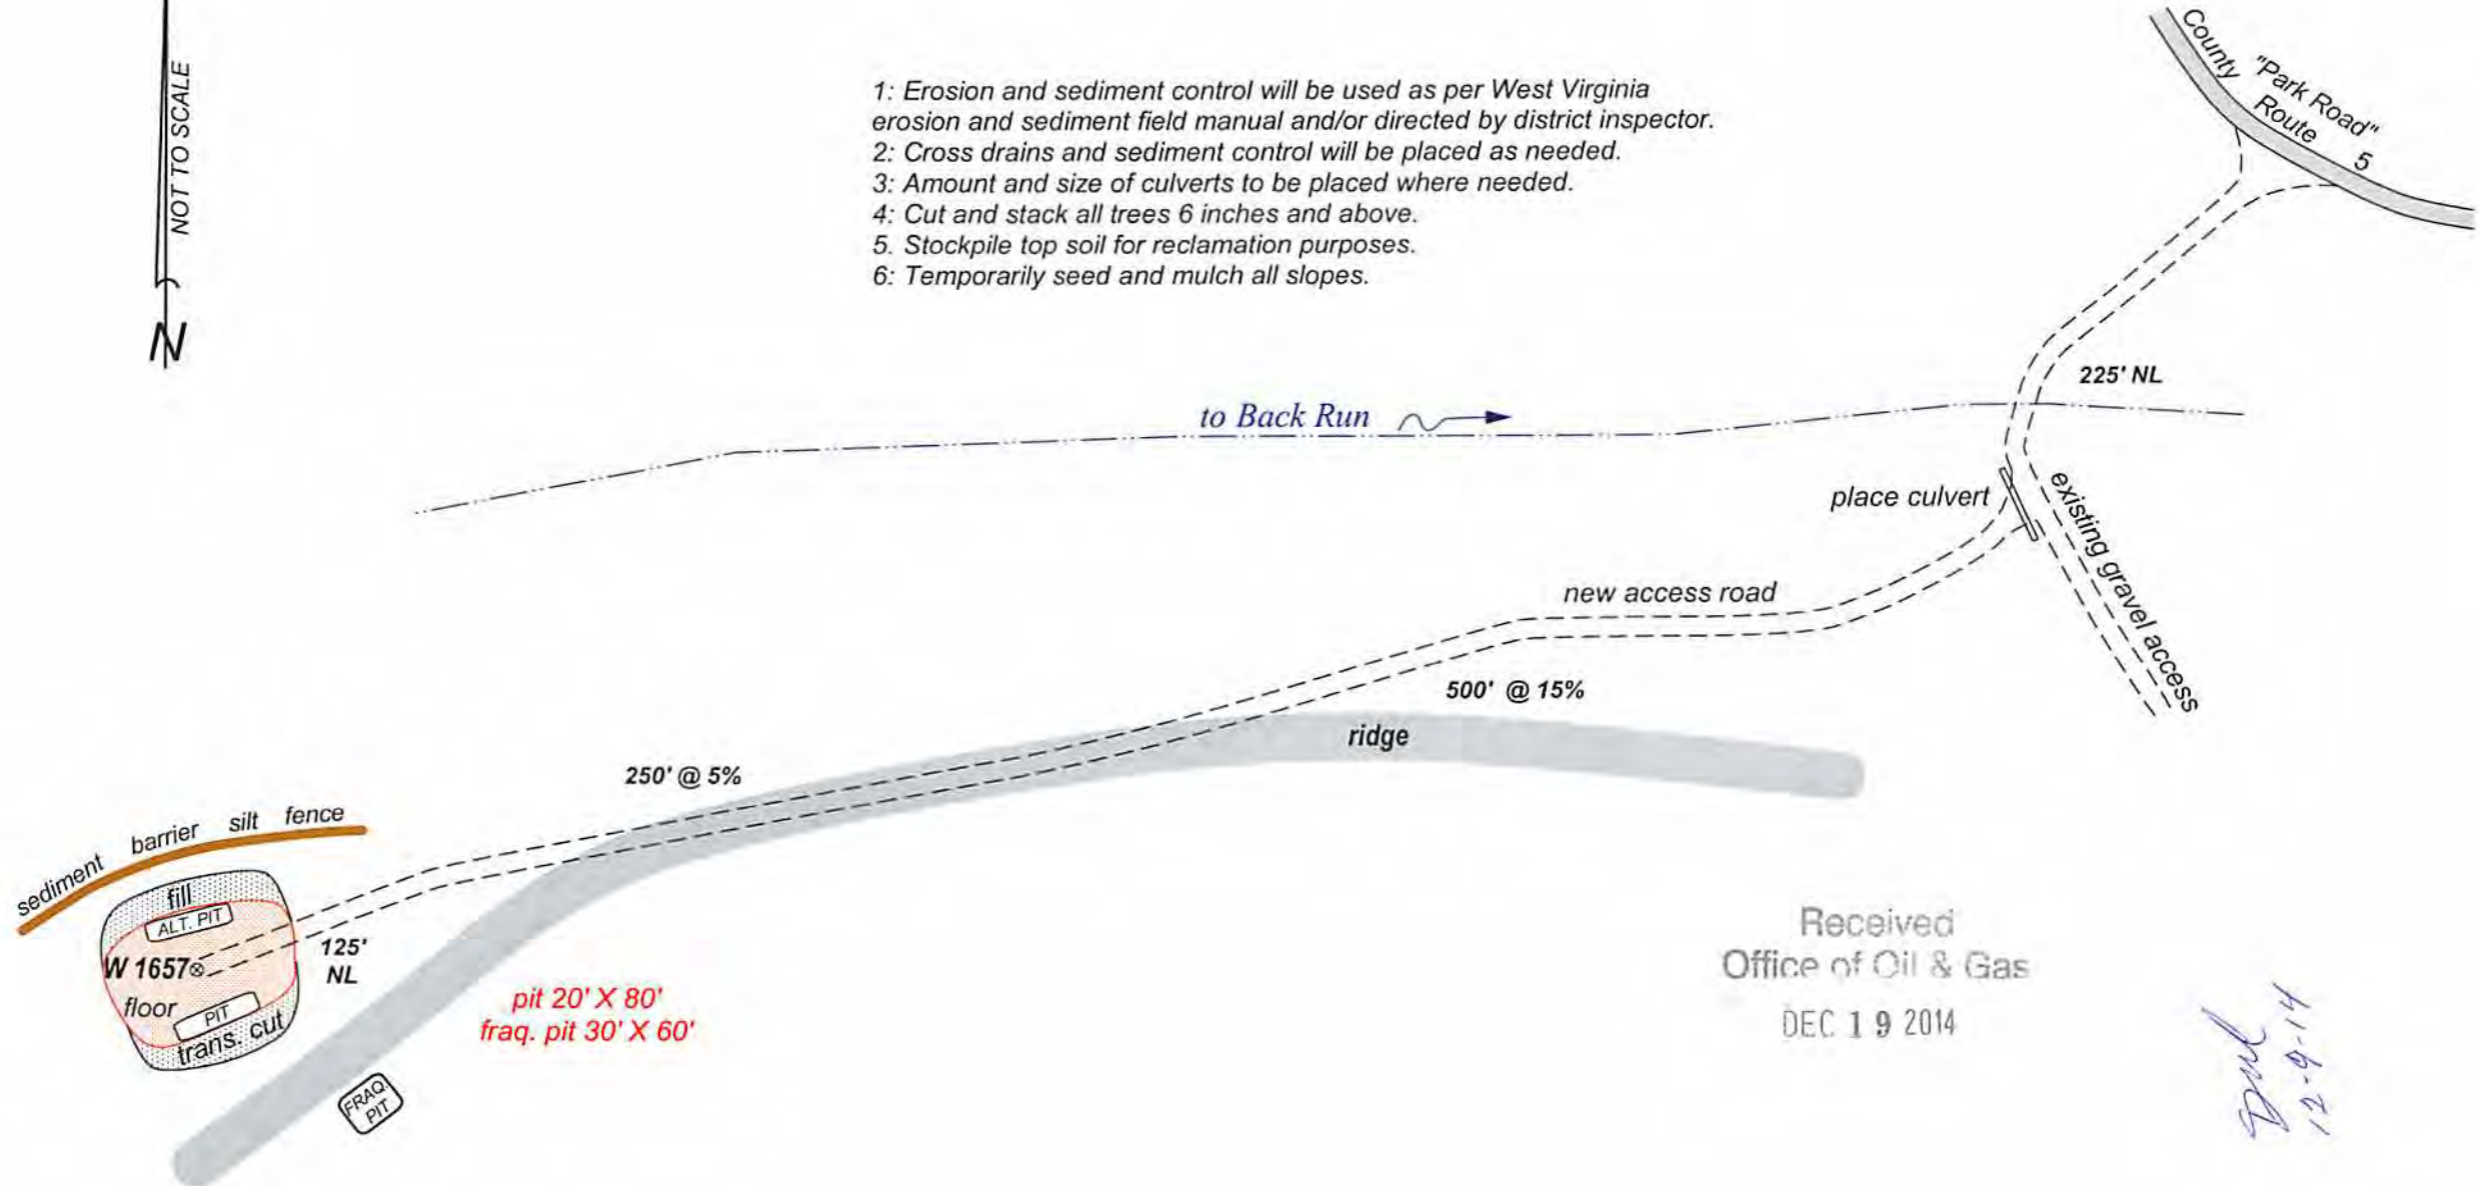 NOT TO SCALE
N
1: Erosion and sediment control will be used as per West Virginia
erosion and sediment field manual and/or directed by district inspector.
2: Cross drains and sediment control will be placed as needed.
3: Amount and size of culverts to be placed where needed.
4: Cut and stack all trees 6 inches and above.
5. Stockpile top soil for reclamation purposes.
6: Temporarily seed and mulch all slopes.
"Park Road"
County Route 5
225' NL
to Back Run
place culvert
existing gravel access
new access road
500' @ 15%
ridge
250' @ 5%
sediment barrier silt fence
fill
ALT. PIT
W 1657
125'
NL
floor
PIT
trans. cut
pit 20' X 80'
fraq. pit 30' X 60'
FRAQ.
PIT
Received
Office of Oil & Gas
DEC 19 2014
12-9-14